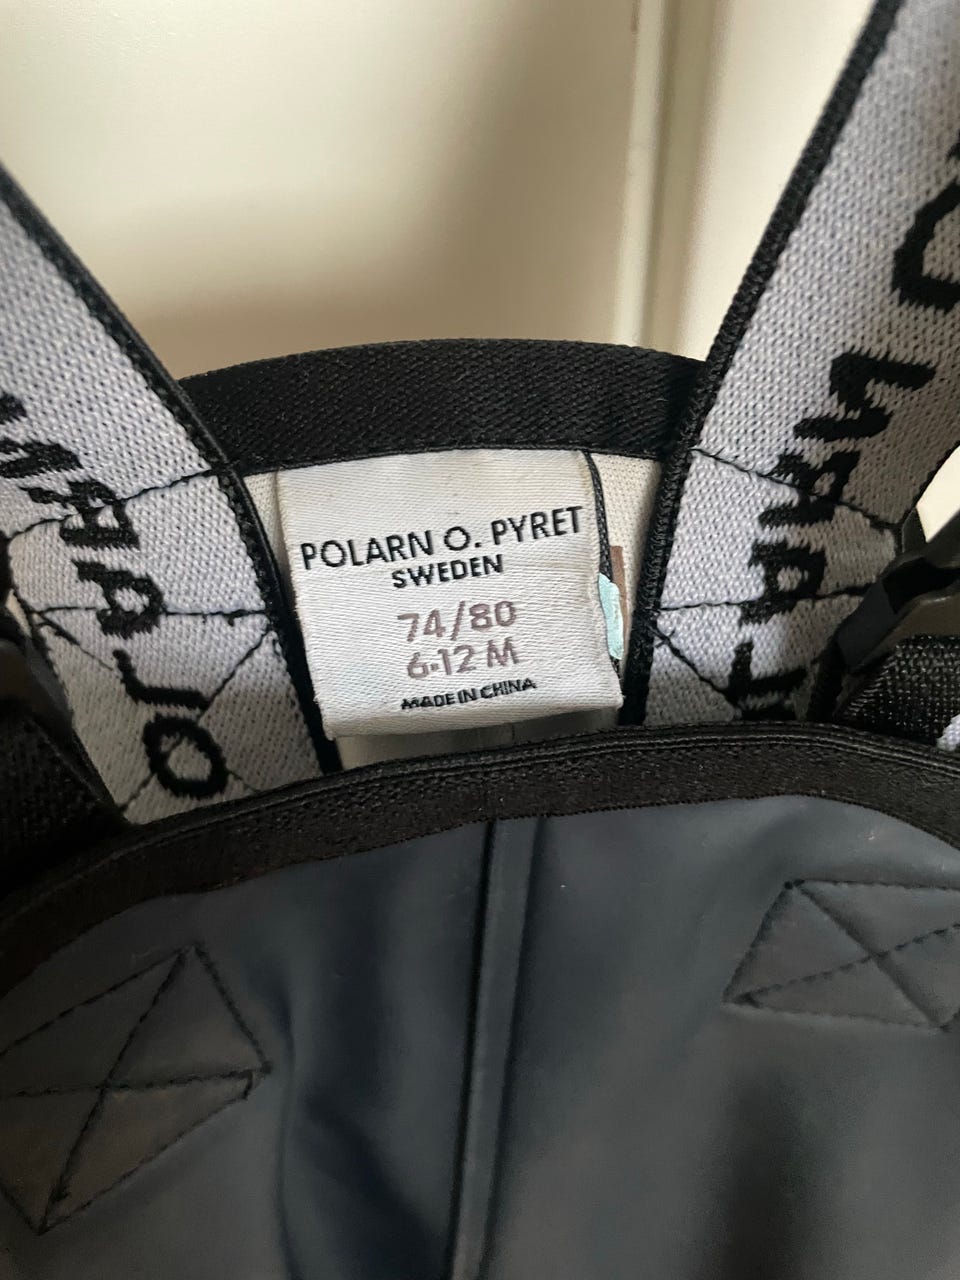 POLARN O. PYRET
SWEDEN
74/80
6-12 M
MADE IN CHINA